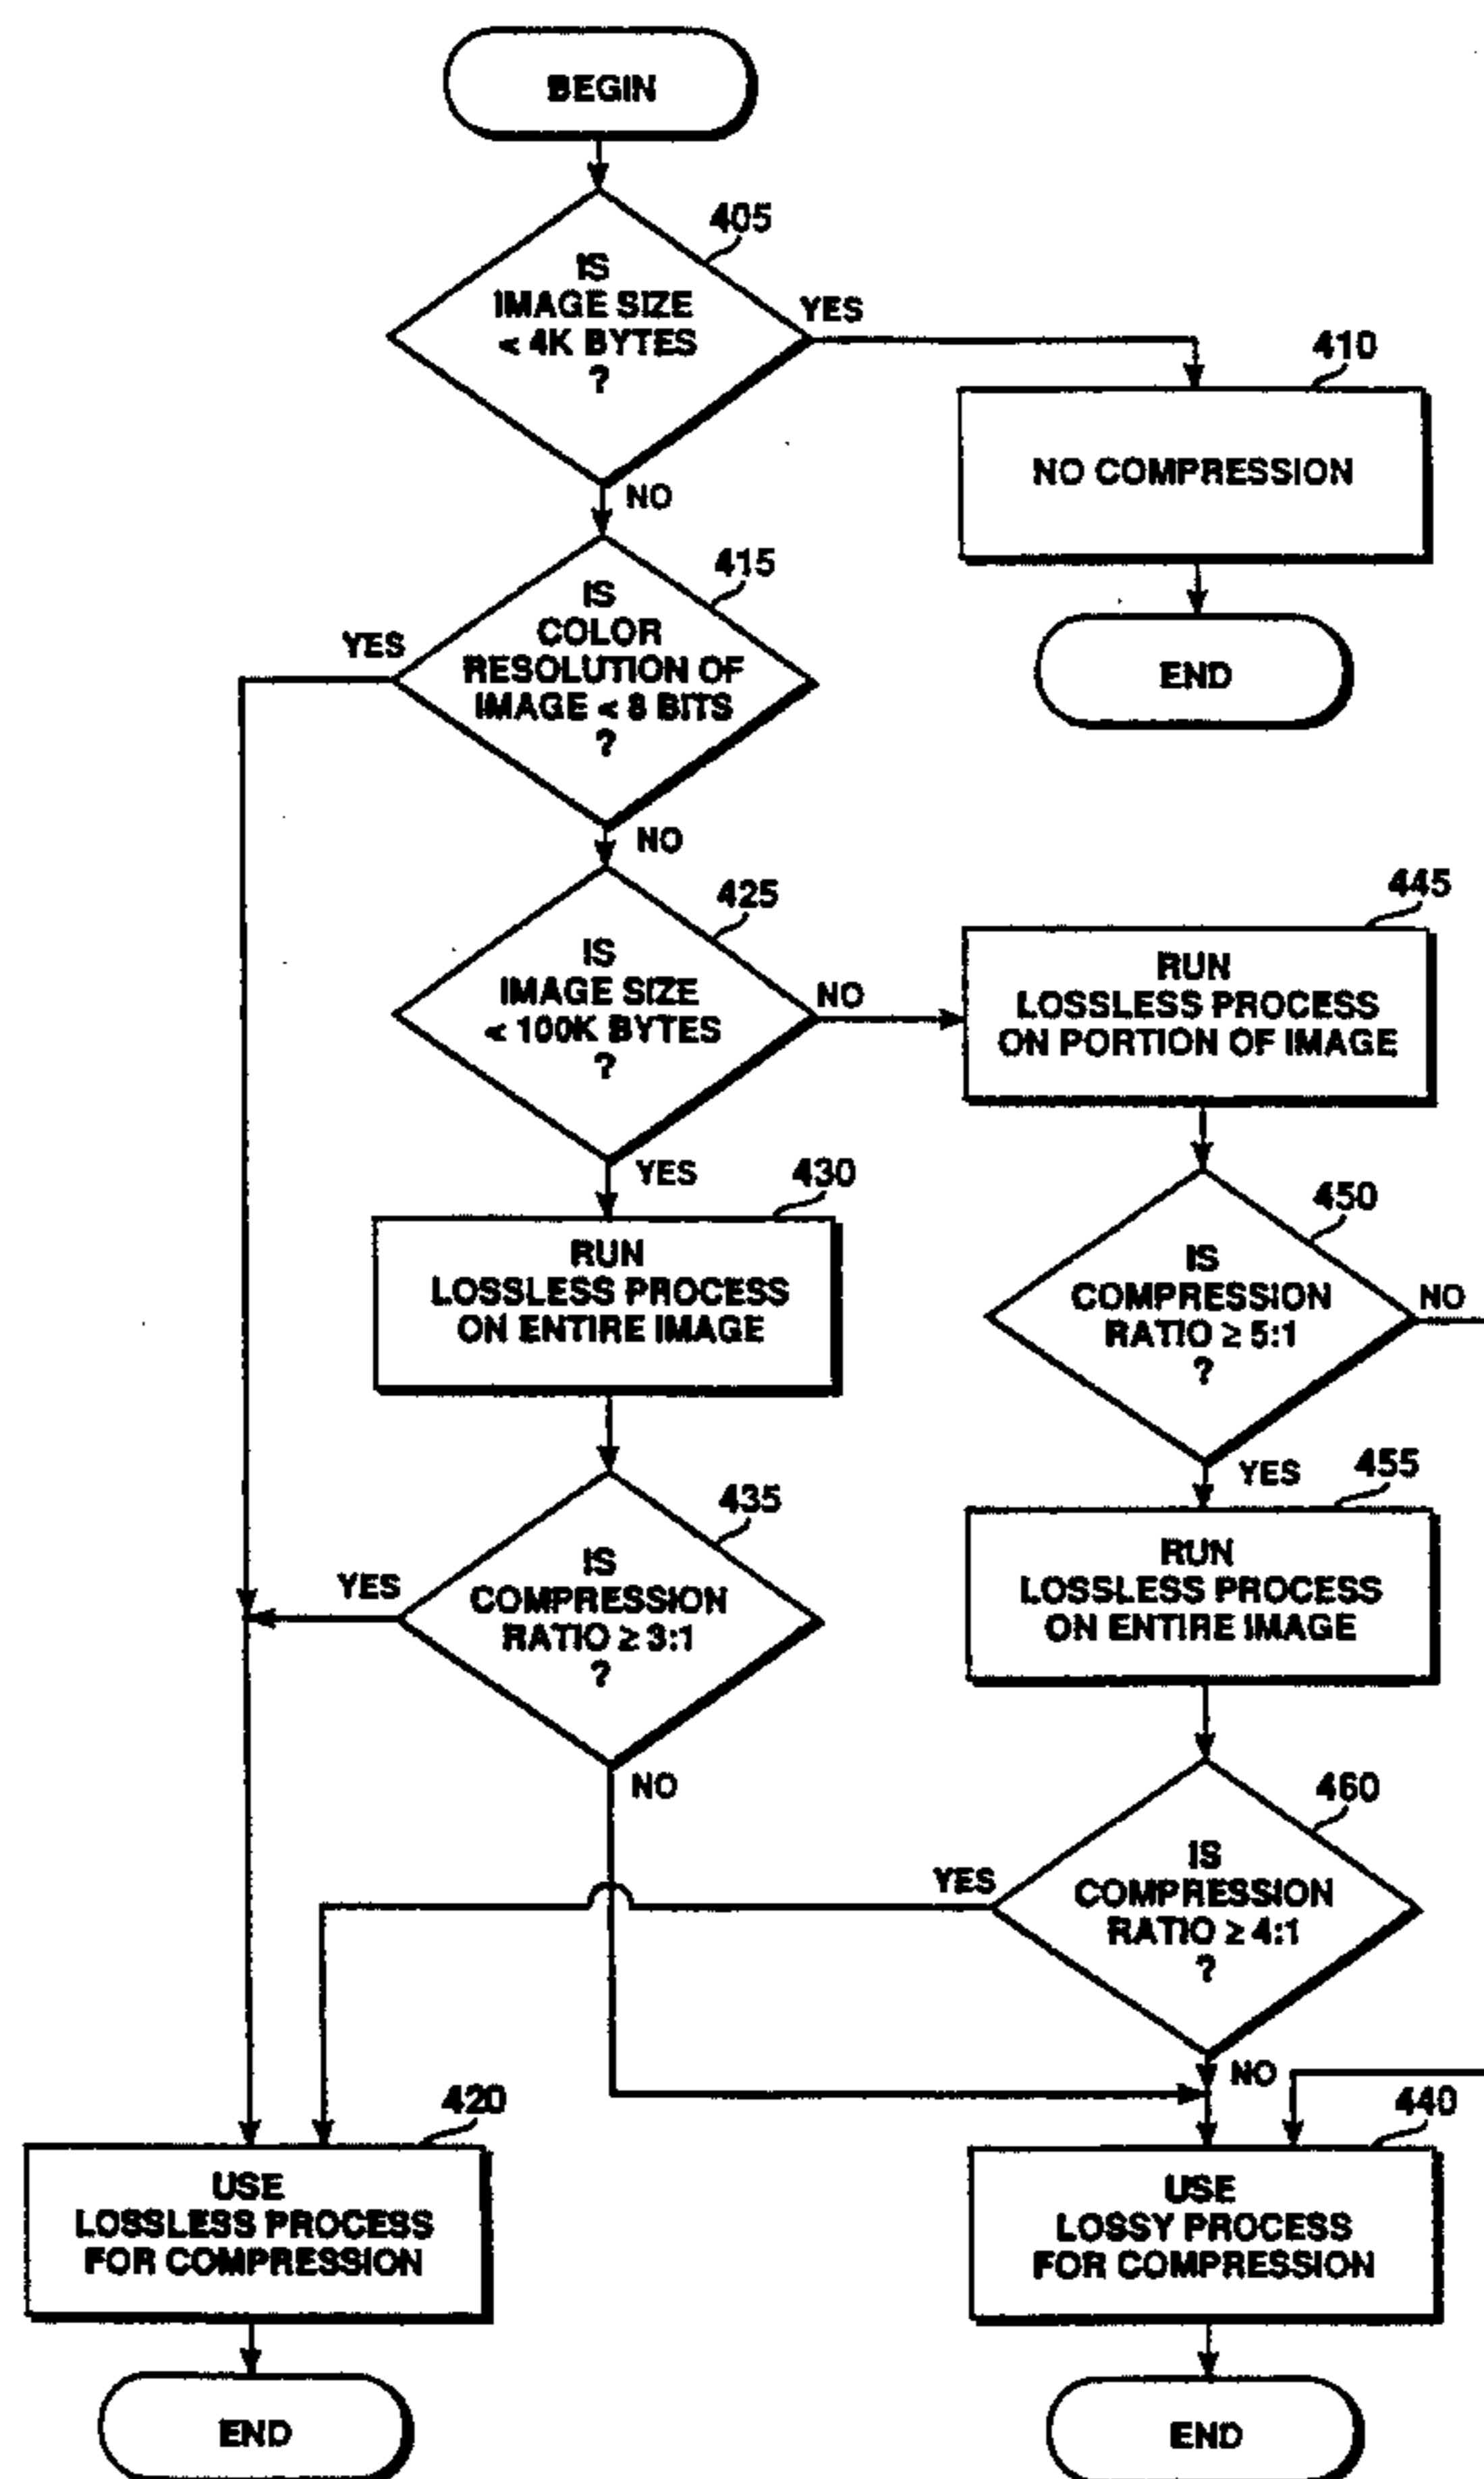 BEGIN
405
IS
IMAGE SIZE
< 4K BYTES
?
YES
NO
410
NO COMPRESSION
END
415
IS
COLOR
RESOLUTION OF
IMAGE < 8 BITS
?
YES
NO
425
IS
IMAGE SIZE
< 100K BYTES
?
NO
YES
445
RUN
LOSSLESS PROCESS
ON PORTION OF IMAGE
430
RUN
LOSSLESS PROCESS
ON ENTIRE IMAGE
450
IS
COMPRESSION
RATIO ≥ 5:1
?
NO
YES
435
IS
COMPRESSION
RATIO ≥ 3:1
?
YES
NO
455
RUN
LOSSLESS PROCESS
ON ENTIRE IMAGE
460
IS
COMPRESSION
RATIO ≥ 4:1
?
YES
NO
420
USE
LOSSLESS PROCESS
FOR COMPRESSION
END
440
USE
LOSSY PROCESS
FOR COMPRESSION
END